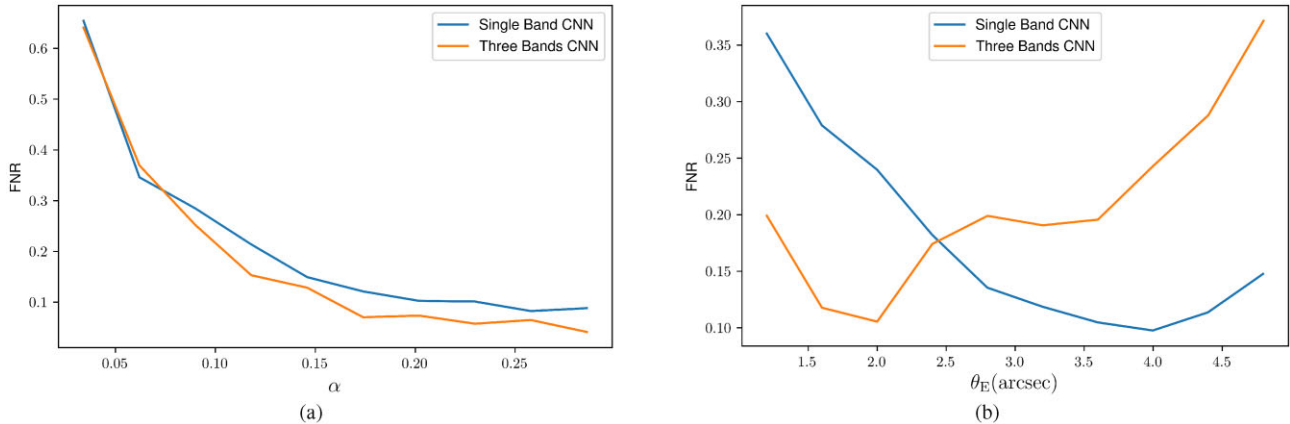 Single Band CNN
Three Bands CNN
FNR
0.6
0.5
0.4
0.3
0.2
0.1
0.05
0.10
0.15
0.20
0.25
α
(a)
Single Band CNN
Three Bands CNN
FNR
0.35
0.30
0.25
0.20
0.15
0.10
1.5
2.0
2.5
3.0
3.5
4.0
4.5
θE(arcsec)
(b)